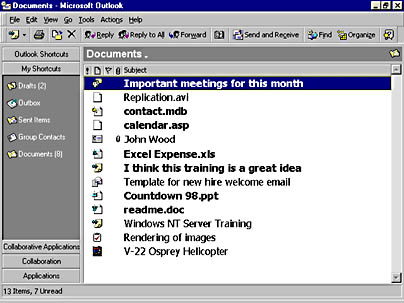 Documents - Microsoft Outlook
File Edit View Go Tools Actions Help
Reply Reply to All Forward Send and Receive Find Organize
Outlook Shortcuts
My Shortcuts
Drafts (2)
Outbox
Sent Items
Group Contacts
Documents (8)
Collaborative Applications
Collaboration
Applications
Documents
Subject
Important meetings for this month
Replication.avi
contact.mdb
calendar.asp
John Wood
Excel Expense.xls
I think this training is a great idea
Template for new hire welcome email
Countdown 98.ppt
readme.doc
Windows NT Server Training
Rendering of images
V-22 Osprey Helicopter
13 Items, 7 Unread